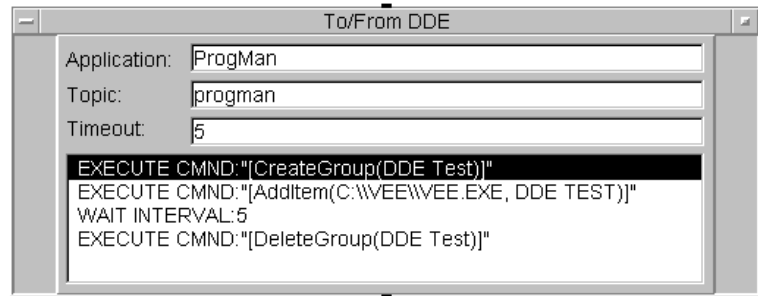 To/From DDE
Application: ProgMan
Topic: progman
Timeout: 5
EXECUTE CMND:"[CreateGroup(DDE Test)]"
EXECUTE CMND:"[AddItem(C:\\VEE\\VEE.EXE, DDE TEST)]"
WAIT INTERVAL:5
EXECUTE CMND:"[DeleteGroup(DDE Test)]"